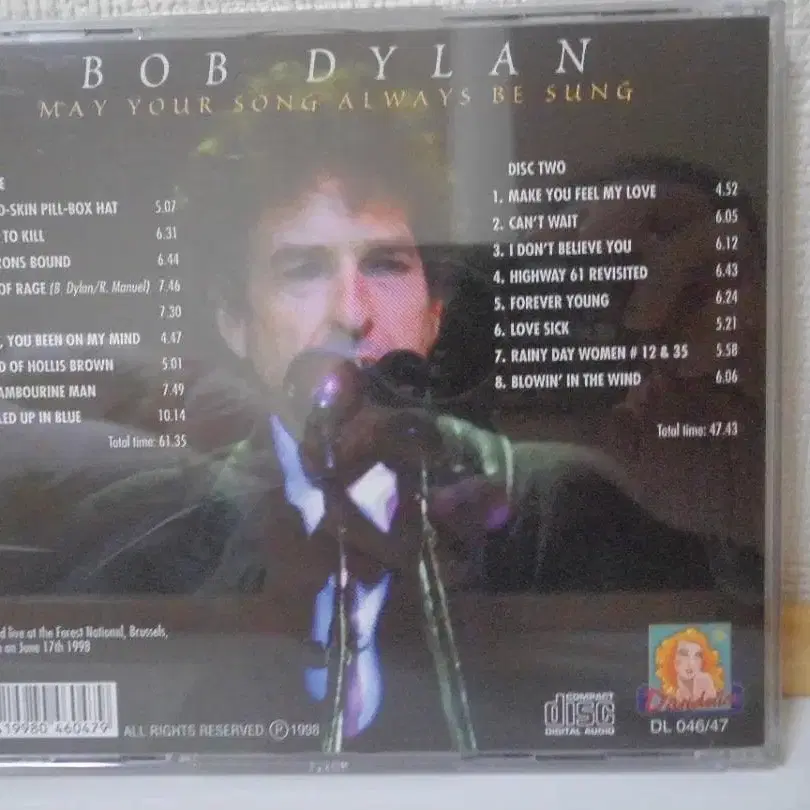 BOB DYLAN
MAY YOUR SONG ALWAYS BE SUNG
E
D-SKIN PILL-BOX HAT 5.07
TO KILL 6.31
RONS BOUND 6.44
OF RAGE (B. Dylan/R. Manuel) 7.46
7.30
, YOU BEEN ON MY MIND 4.47
D OF HOLLIS BROWN 5.01
AMBOURINE MAN 7.49
LED UP IN BLUE 10.14
Total time: 61.35
DISC TWO
1. MAKE YOU FEEL MY LOVE 4.52
2. CAN'T WAIT 6.05
3. I DON'T BELIEVE YOU 6.12
4. HIGHWAY 61 REVISITED 6.43
5. FOREVER YOUNG 6.24
6. LOVE SICK 5.21
7. RAINY DAY WOMEN # 12 & 35 5.58
8. BLOWIN' IN THE WIND 6.06
Total time: 47.43
d live at the Forest National, Brussels,
on June 17th 1998
19980 460479
ALL RIGHTS RESERVED Ⓟ 1998
COMPACT
disc
DIGITAL AUDIO
Dandelion
DL 046/47